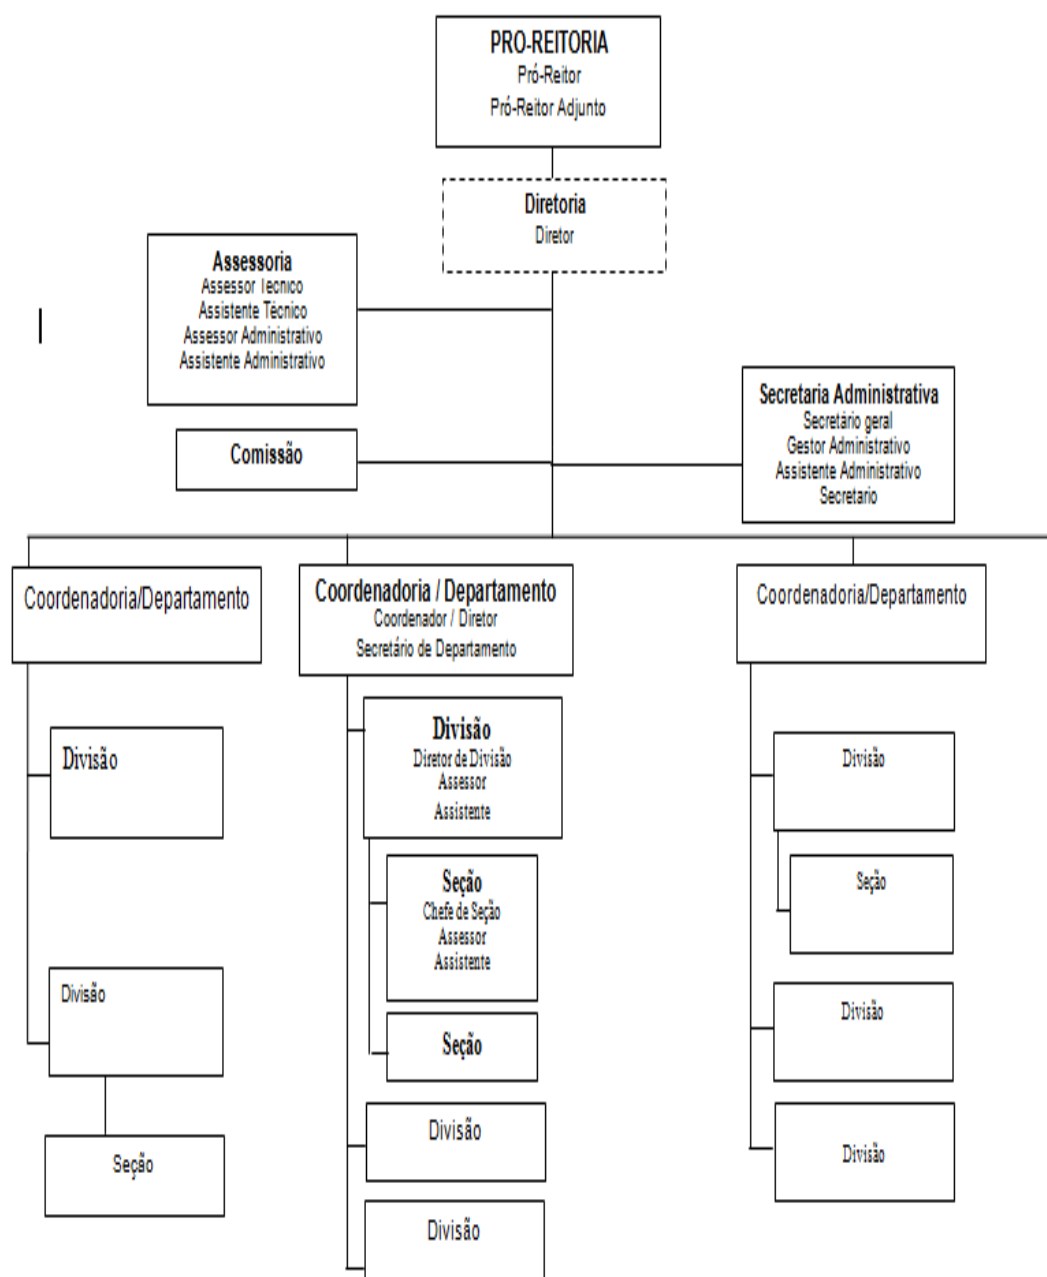 PRO-REITORIA
Pró-Reitor
Pró-Reitor Adjunto
Diretoria
Diretor
Assessoria
Assessor Tecnico
Assistente Técnico
Assessor Administrativo
Assistente Administrativo
Comissão
Secretaria Administrativa
Secretário geral
Gestor Administrativo
Assistente Administrativo
Secretario
Coordenadoria/Departamento
Divisão
Divisão
Seção
Coordenadoria / Departamento
Coordenador / Diretor
Secretário de Departamento
Divisão
Diretor de Divisão
Assessor
Assistente
Seção
Chefe de Seção
Assessor
Assistente
Seção
Divisão
Divisão
Coordenadoria/Departamento
Divisão
Seção
Divisão
Divisão